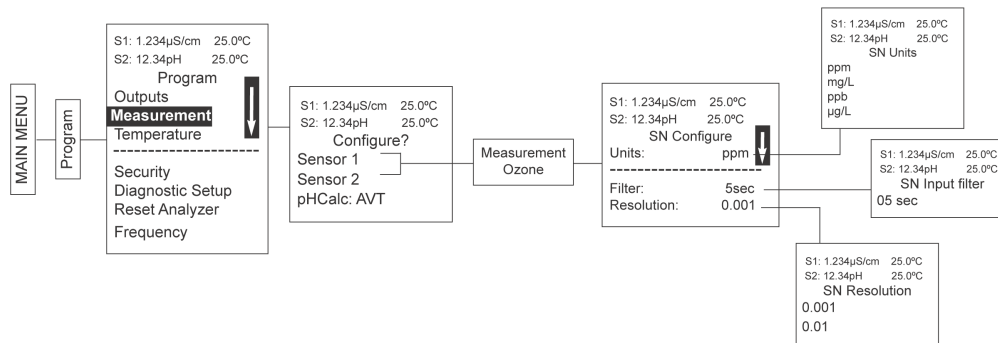 MAIN MENU
Program
S1: 1.234µS/cm 25.0ºC
S2: 12.34pH 25.0ºC
Program
Outputs
Measurement
Temperature
Security
Diagnostic Setup
Reset Analyzer
Frequency
S1: 1.234µS/cm 25.0ºC
S2: 12.34pH 25.0ºC
Configure?
Sensor 1
Sensor 2
pHCalc: AVT
Measurement
Ozone
S1: 1.234µS/cm 25.0ºC
S2: 12.34pH 25.0ºC
SN Configure
Units: ppm
Filter: 5sec
Resolution: 0.001
S1: 1.234µS/cm 25.0ºC
S2: 12.34pH 25.0ºC
SN Units
ppm
mg/L
ppb
µg/L
S1: 1.234µS/cm 25.0ºC
S2: 12.34pH 25.0ºC
SN Input filter
05 sec
S1: 1.234µS/cm 25.0ºC
S2: 12.34pH 25.0ºC
SN Resolution
0.001
0.01